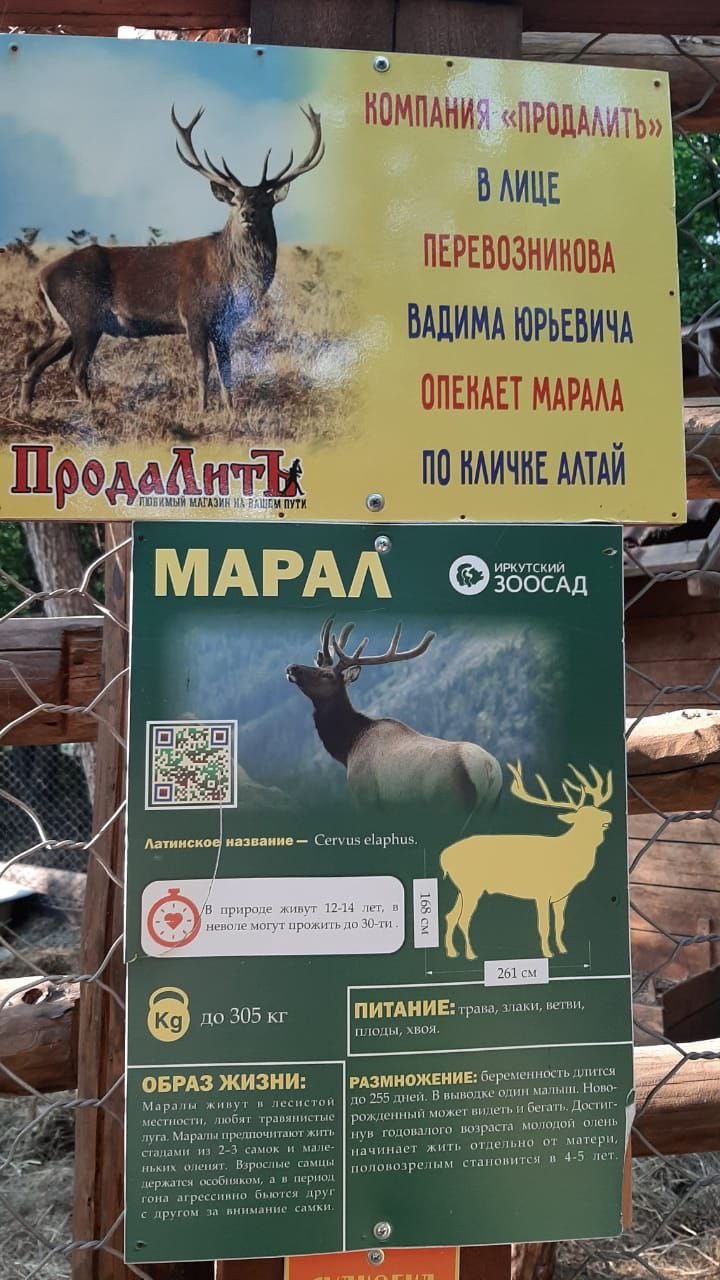 КОМПАНИЯ «ПРОДАЛИТЬ»
В ЛИЦЕ
ПЕРЕВОЗНИКОВА
ВАДИМА ЮРЬЕВИЧА
ОПЕКАЕТ МАРАЛА
ПО КЛИЧКЕ АЛТАЙ
ПродаЛитЪ
ЛЮБИМЫЙ МАГАЗИН НА ВАШЕМ ПУТИ
МАРАЛ
ИРКУТСКИЙ
ЗООСАД
Латинское название — Cervus elaphus.
В природе живут 12-14 лет, в
неволе могут прожить до 30-ти .
168 см
261 см
Kg
до 305 кг
ПИТАНИЕ: трава, злаки, ветви,
плоды, хвоя.
ОБРАЗ ЖИЗНИ:
Маралы живут в лесистой
местности, любят травянистые
луга. Маралы предпочитают жить
стадами из 2-3 самок и мале-
ньких оленят. Взрослые самцы
держатся особняком, а в период
гона агрессивно бьются друг
с другом за внимание самки.
РАЗМНОЖЕНИЕ: беременность длится
до 255 дней. В выводке один малыш. Ново-
рожденный может видеть и бегать. Достиг-
нув годовалого возраста молодой олень
начинает жить отдельно от матери,
половозрелым становится в 4-5 лет.